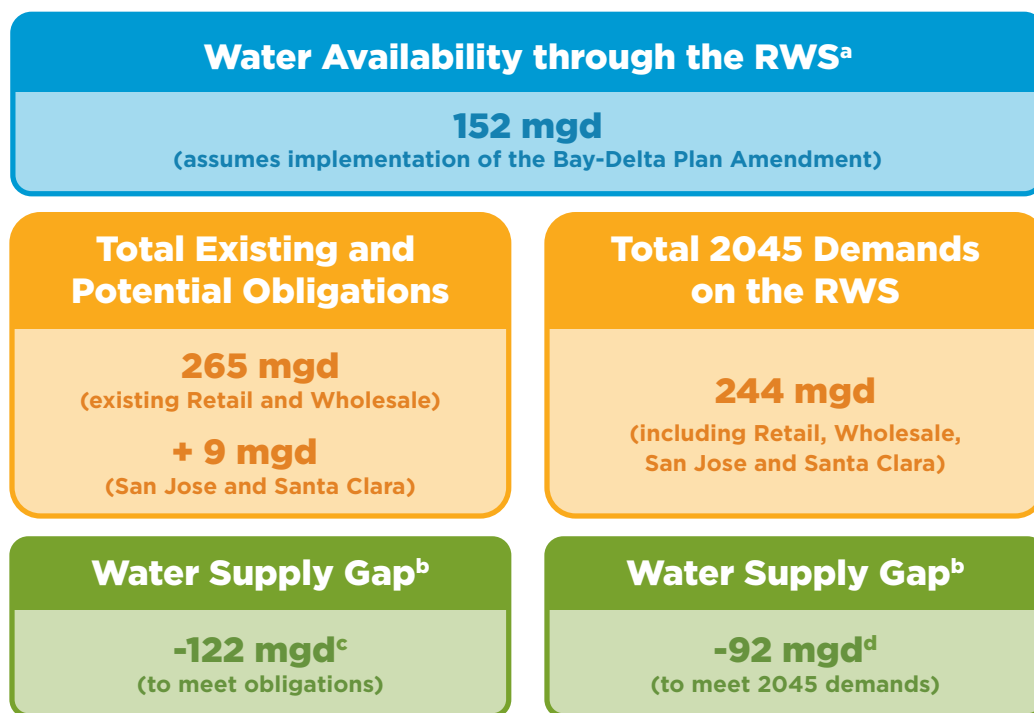 Water Availability through the RWSᵃ
152 mgd
(assumes implementation of the Bay-Delta Plan Amendment)
Total Existing and
Potential Obligations
265 mgd
(existing Retail and Wholesale)
+ 9 mgd
(San Jose and Santa Clara)
Total 2045 Demands
on the RWS
244 mgd
(including Retail, Wholesale,
San Jose and Santa Clara)
Water Supply Gapᵇ
-122 mgdᶜ
(to meet obligations)
Water Supply Gapᵇ
-92 mgdᵈ
(to meet 2045 demands)